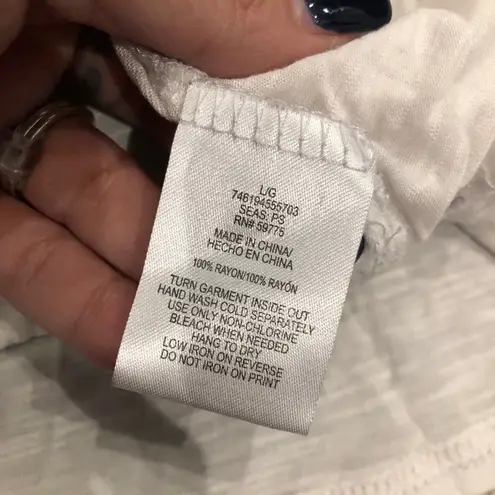 L/G
746194555703
SEAS: PS
RN# 59775
MADE IN CHINA/
HECHO EN CHINA
100% RAYON/100% RAYÓN
TURN GARMENT INSIDE OUT
HAND WASH COLD SEPARATELY
USE ONLY NON-CHLORINE
BLEACH WHEN NEEDED
HANG TO DRY
LOW IRON ON REVERSE
DO NOT IRON ON PRINT